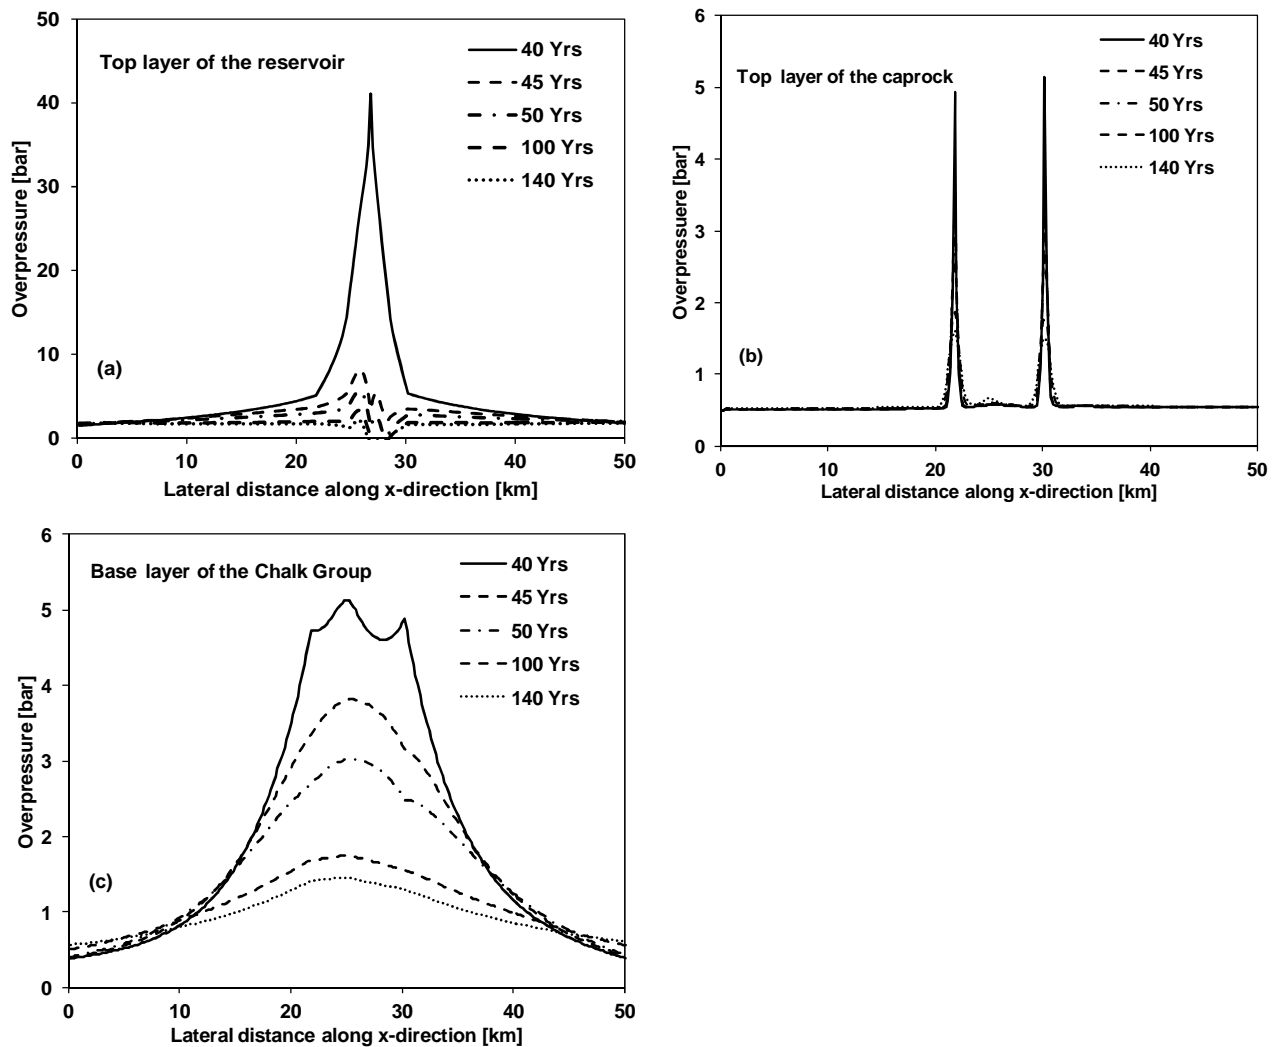 50
40
30
20
10
0
Overpressure [bar]
Top layer of the reservoir
40 Yrs
45 Yrs
50 Yrs
100 Yrs
140 Yrs
(a)
0 10 20 30 40 50
Lateral distance along x-direction [km]
6
5
4
3
2
1
0
Overpressuere [bar]
Top layer of the caprock
40 Yrs
45 Yrs
50 Yrs
100 Yrs
140 Yrs
(b)
0 10 20 30 40 50
Lateral distance along x-direction [km]
6
5
4
3
2
1
0
Overpressure [bar]
Base layer of the Chalk Group
40 Yrs
45 Yrs
50 Yrs
100 Yrs
140 Yrs
(c)
0 10 20 30 40 50
Lateral distance along x-direction [km]